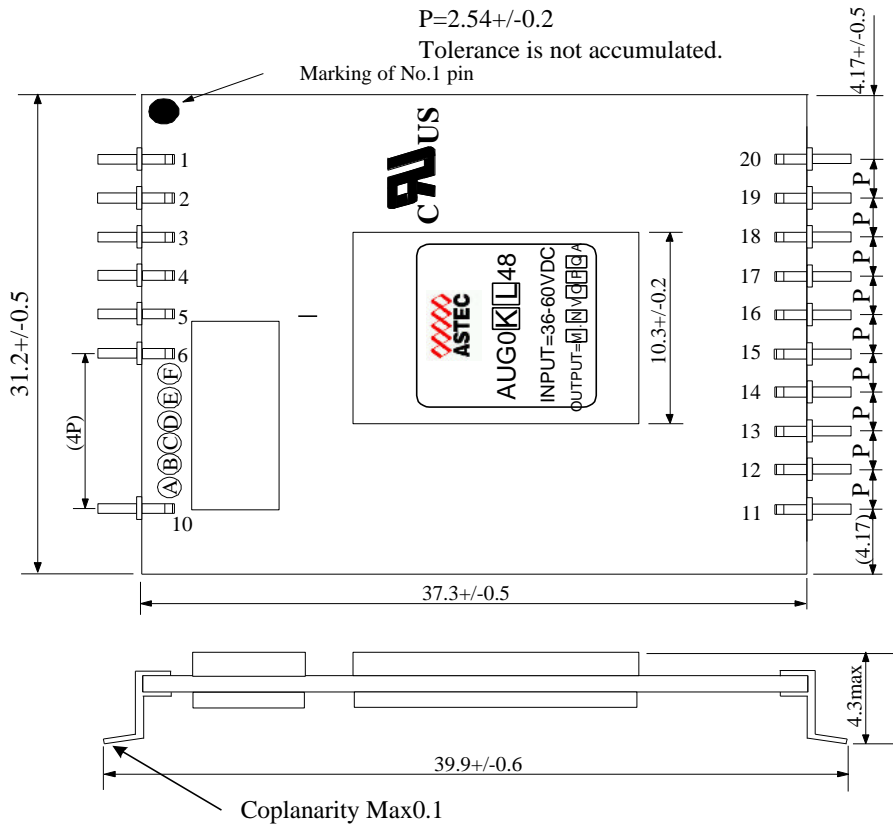 P=2.54+/-0.2
Tolerance is not accumulated.
Marking of No.1 pin
4.17+/-0.5
C US
1
2
3
4
5
6
10
20
19
18
17
16
15
14
13
12
11
P
P
P
P
P
P
P
P
P
(4.17)
31.2+/-0.5
(4P)
F
E
D
C
B
A
ASTEC
AUG0KL48
INPUT=36-60VDC
OUTPUT=M.NVOPQA
10.3+/-0.2
37.3+/-0.5
4.3max
39.9+/-0.6
Coplanarity Max0.1